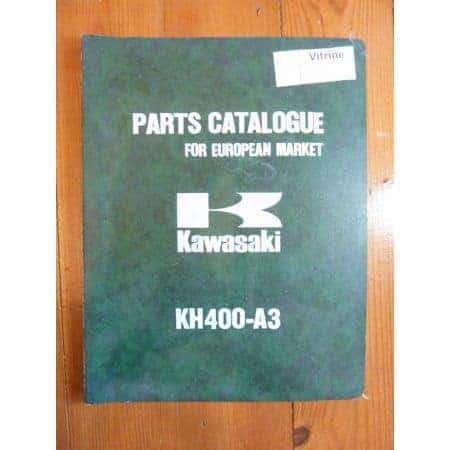 Vitrine
PARTS CATALOGUE
FOR EUROPEAN MARKET
Kawasaki
KH400-A3